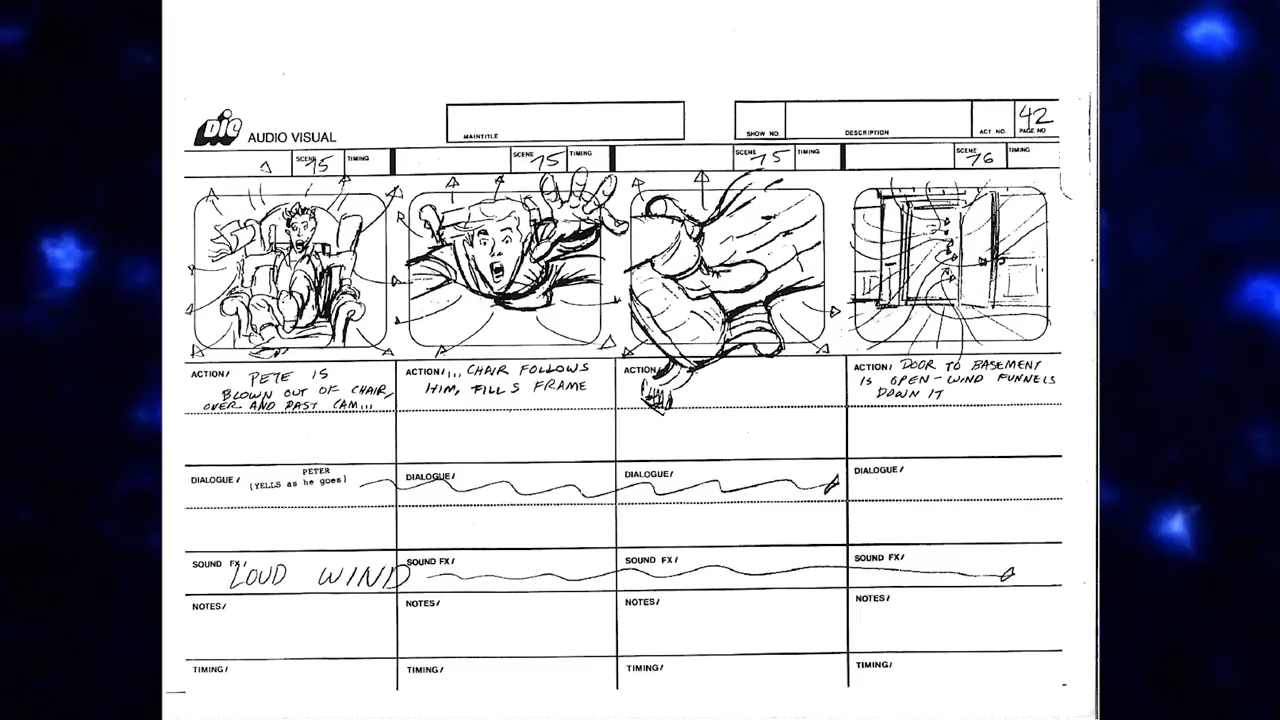 DIC AUDIO VISUAL
MAINTITLE
SHOW NO.
DESCRIPTION
ACT NO.
42
PAGE NO
SCENE 75 TIMING
SCENE 75 TIMING
SCENE 75 TIMING
SCENE 76 TIMING
ACTION/ PETE IS
BLOWN OUT OF CHAIR,
OVER AND PAST CAM...
ACTION/... CHAIR FOLLOWS
HIM, FILLS FRAME
ACTION
ACTION/ DOOR TO BASEMENT
IS OPEN - WIND FUNNELS
DOWN IT
DIALOGUE/
PETER
(YELLS as he goes)
DIALOGUE/
DIALOGUE/
DIALOGUE/
SOUND FX/
LOUD WIND
SOUND FX/
SOUND FX/
SOUND FX/
NOTES/
NOTES/
NOTES/
NOTES/
TIMING/
TIMING/
TIMING/
TIMING/